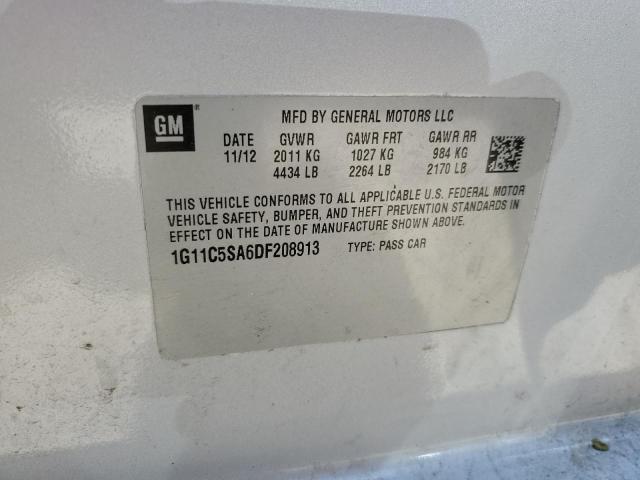 GM ®
MFD BY GENERAL MOTORS LLC
DATE GVWR GAWR FRT GAWR RR
11/12 2011 KG 1027 KG 984 KG
4434 LB 2264 LB 2170 LB
THIS VEHICLE CONFORMS TO ALL APPLICABLE U.S. FEDERAL MOTOR
VEHICLE SAFETY, BUMPER, AND THEFT PREVENTION STANDARDS IN
EFFECT ON THE DATE OF MANUFACTURE SHOWN ABOVE.
1G11C5SA6DF208913 TYPE: PASS CAR